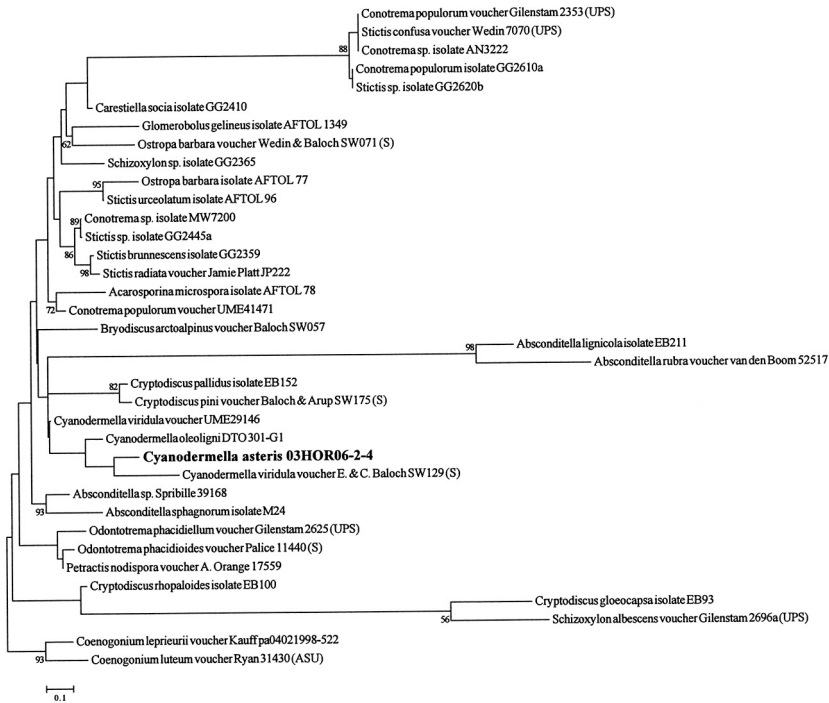 Conotrema populorum voucher Gilenstam 2353 (UPS)
Stictis confusa voucher Wedin 7070 (UPS)
88
Conotrema sp. isolate AN3222
Conotrema populorum isolate GG2610a
Stictis sp. isolate GG2620b
Carestiella socia isolate GG2410
Glomerobolus gelineus isolate AFTOL 1349
62
Ostropa barbara voucher Wedin & Baloch SW071 (S)
Schizoxylon sp. isolate GG2365
95
Ostropa barbara isolate AFTOL 77
Stictis urceolatum isolate AFTOL 96
89
Conotrema sp. isolate MW7200
Stictis sp. isolate GG2445a
86
Stictis brunnescens isolate GG2359
98
Stictis radiata voucher Jamie Platt JP222
Acarosporina microspora isolate AFTOL 78
72
Conotrema populorum voucher UME41471
Bryodiscus arctoalpinus voucher Baloch SW057
98
Absconditella lignicola isolate EB211
Absconditella rubra voucher van den Boom 52517
82
Cryptodiscus pallidus isolate EB152
Cryptodiscus pini voucher Baloch & Arup SW175 (S)
Cyanodermella viridula voucher UME29146
Cyanodermella oleoligni DTO 301-G1
Cyanodermella asteris 03HOR06-2-4
Cyanodermella viridula voucher E. & C. Baloch SW129 (S)
Absconditella sp. Spribille 39168
93
Absconditella sphagnorum isolate M24
Odontotrema phacidiellum voucher Gilenstam 2625 (UPS)
Odontotrema phacidioides voucher Palice 11440 (S)
Petractis nodispora voucher A. Orange 17559
Cryptodiscus rhopaloides isolate EB100
Cryptodiscus gloeocapsa isolate EB93
56
Schizoxylon albescens voucher Gilenstam 2696a (UPS)
Coenogonium leprieurii voucher Kauff pa04021998-522
93
Coenogonium luteum voucher Ryan 31430 (ASU)
0.1